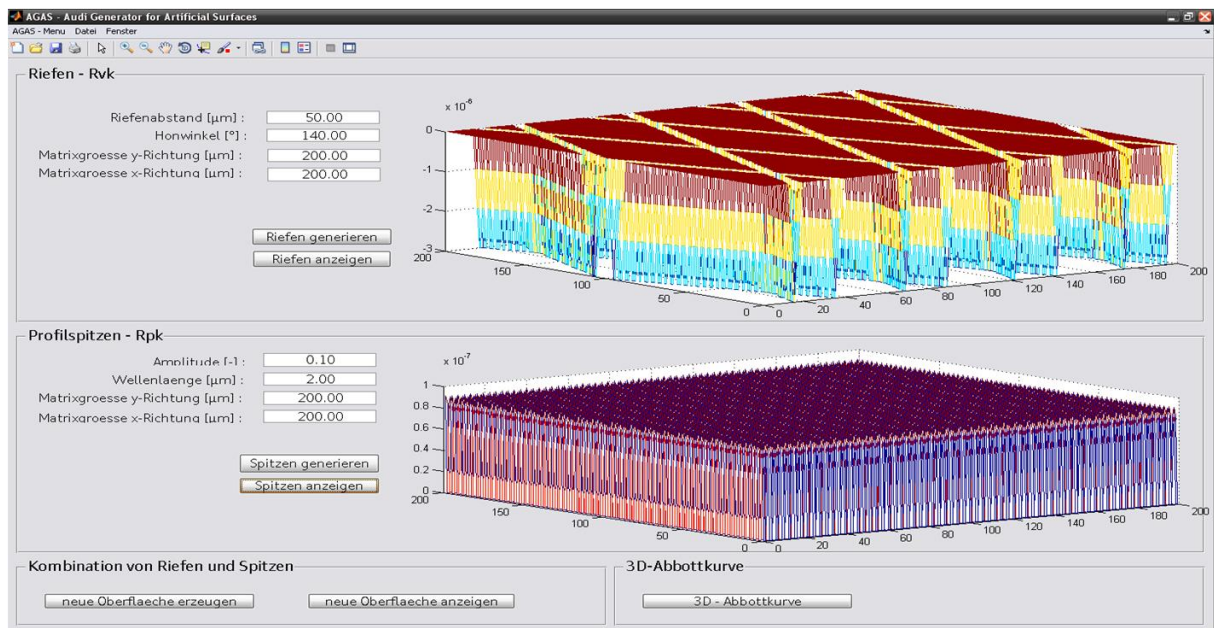 AGAS - Audi Generator for Artificial Surfaces
AGAS - Menu Datei Fenster
Riefen - Rvk
Riefenabstand [µm] : 50.00
Honwinkel [°] : 140.00
Matrixgroesse y-Richtung [µm] : 200.00
Matrixgroesse x-Richtung [µm] : 200.00
Riefen generieren
Riefen anzeigen
x 10⁻⁶
0
-1
-2
-3
200 150 100 50 0
0 20 40 60 80 100 120 140 160 180 200
Profilspitzen - Rpk
Amplitude [-] : 0.10
Wellenlaenge [µm] : 2.00
Matrixgroesse y-Richtung [µm] : 200.00
Matrixgroesse x-Richtung [µm] : 200.00
Spitzen generieren
Spitzen anzeigen
x 10⁻⁷
1
0.8
0.6
0.4
0.2
0
200 150 100 50 0
0 20 40 60 80 100 120 140 160 180 200
Kombination von Riefen und Spitzen
neue Oberflaeche erzeugen neue Oberflaeche anzeigen
3D-Abbottkurve
3D - Abbottkurve